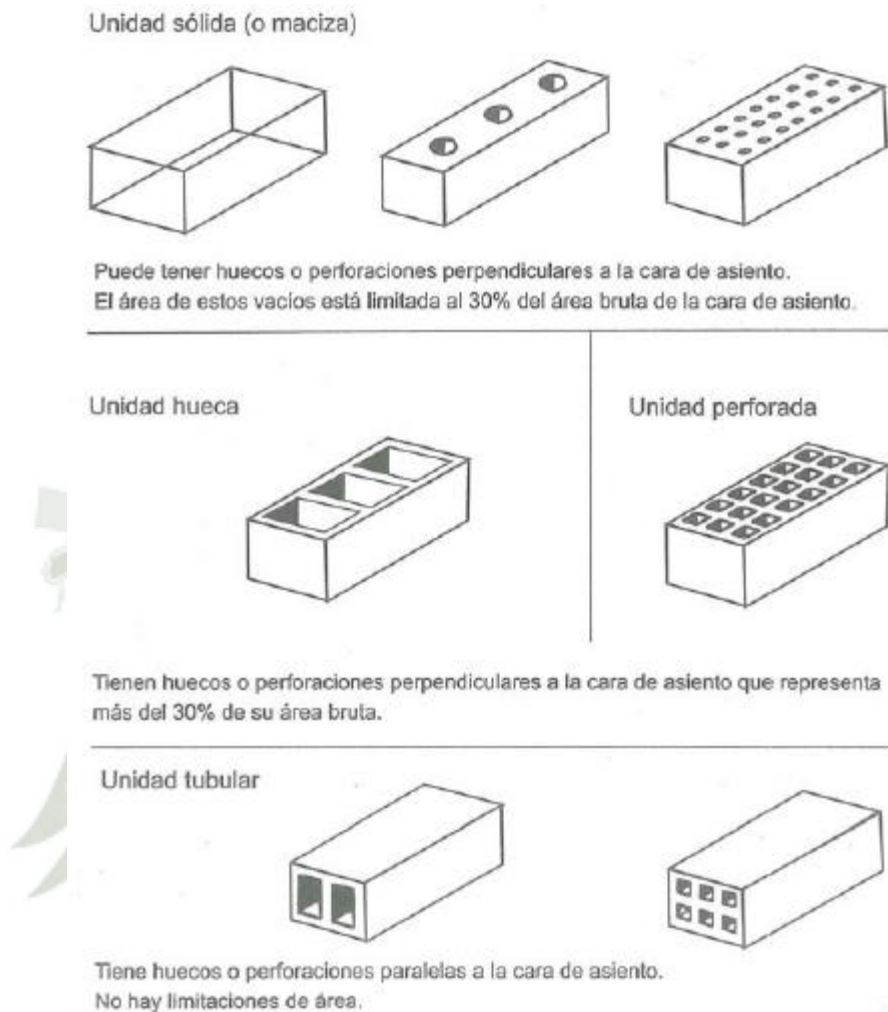 Unidad sólida (o maciza)
Puede tener huecos o perforaciones perpendiculares a la cara de asiento.
El área de estos vacíos está limitada al 30% del área bruta de la cara de asiento.
Unidad hueca
Unidad perforada
Tienen huecos o perforaciones perpendiculares a la cara de asiento que representa
más del 30% de su área bruta.
Unidad tubular
Tiene huecos o perforaciones paralelas a la cara de asiento.
No hay limitaciones de área.